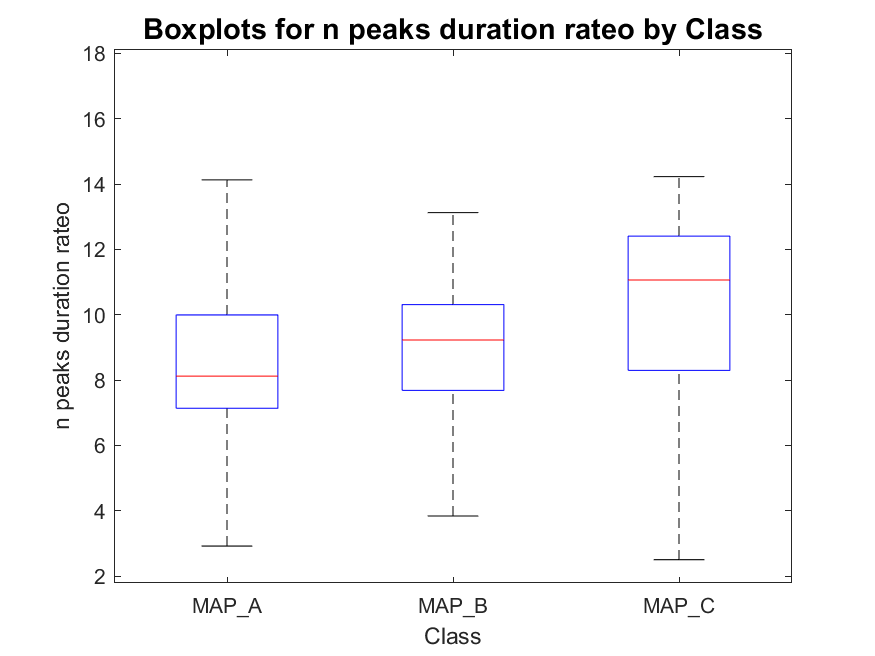 Boxplots for n peaks duration rateo by Class
18
16
14
12
10
8
6
4
2
n peaks duration rateo
MAP_A MAP_B MAP_C
Class